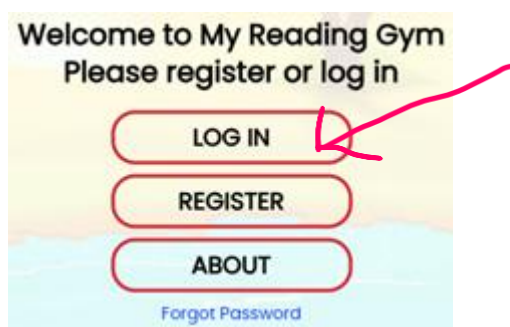 Welcome to My Reading Gym
Please register or log in
LOG IN
REGISTER
ABOUT
Forgot Password